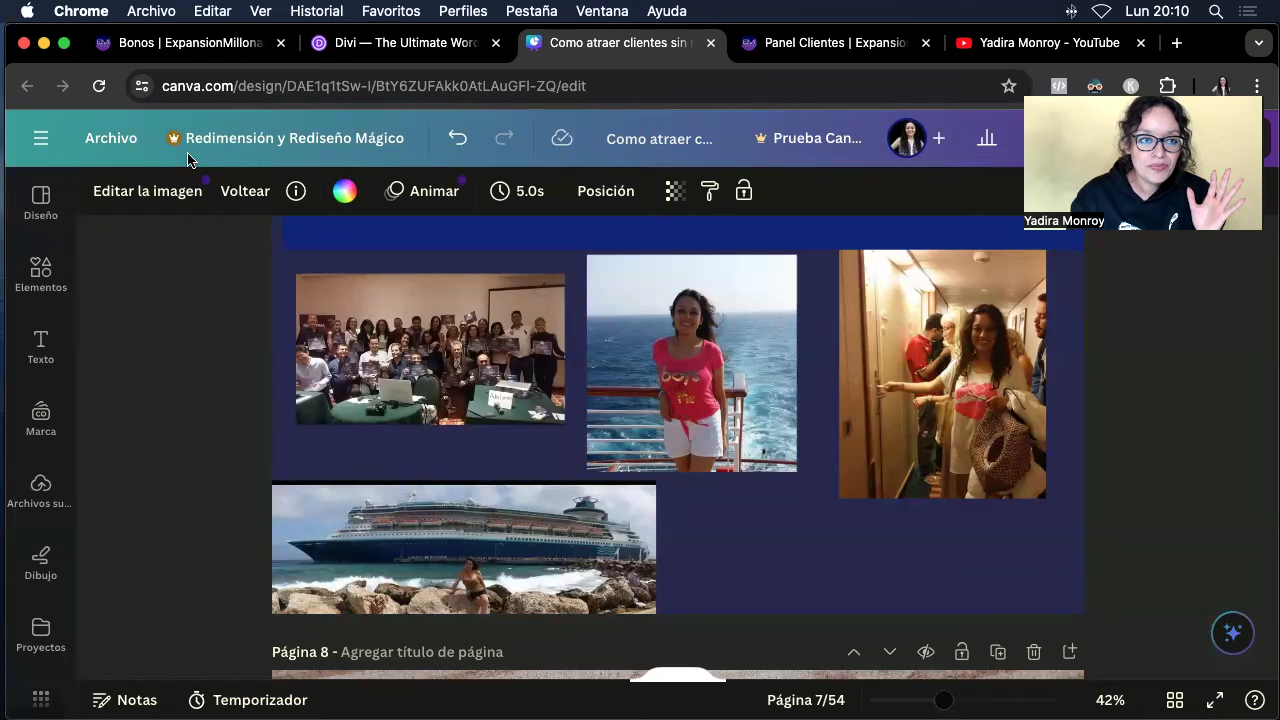 Chrome Archivo Editar Ver Historial Favoritos Perfiles Pestaña Ventana Ayuda Lun 20:10
Bonos | ExpansionMillona
Divi — The Ultimate Word
Como atraer clientes sin
Panel Clientes | Expansio
Yadira Monroy - YouTube
canva.com/design/DAE1q1tSw-I/BtY6ZUFAkk0AtLAuGFl-ZQ/edit
Archivo Redimensión y Rediseño Mágico Como atraer c... Prueba Can...
Editar la imagen Voltear Animar 5.0s Posición
Yadira Monroy
Diseño
Elementos
Texto
Marca
Archivos su...
Dibujo
Proyectos
boys
me
Página 8 - Agregar título de página
Notas Temporizador Página 7/54 42%